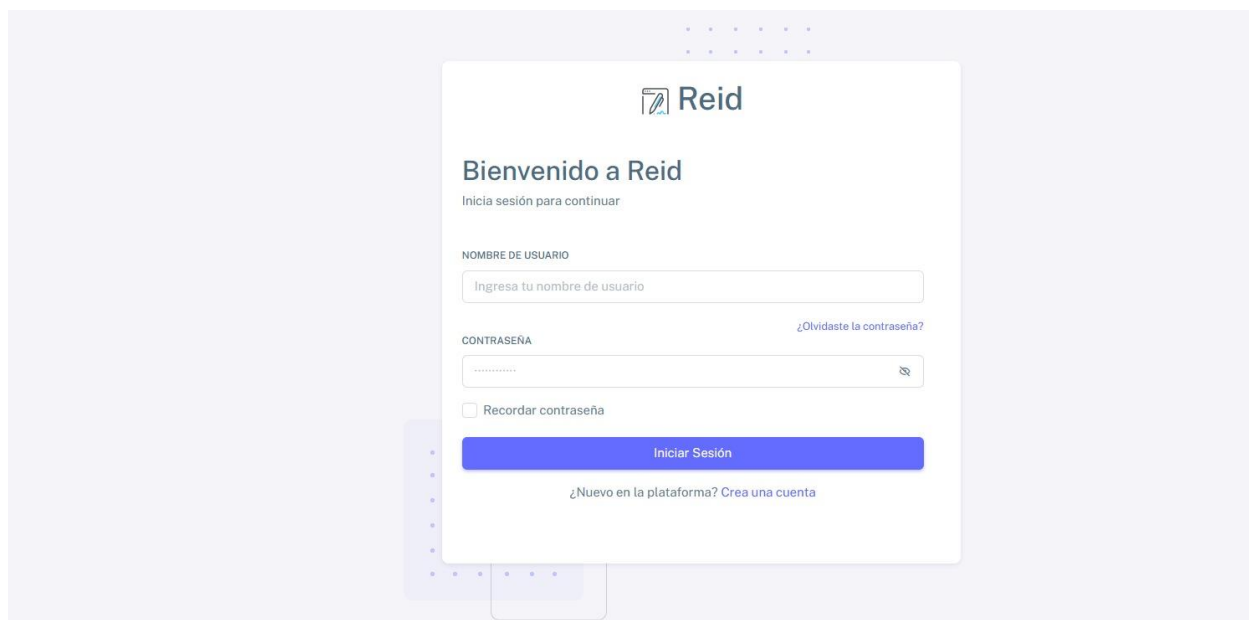 Reid
Bienvenido a Reid
Inicia sesión para continuar
NOMBRE DE USUARIO
Ingresa tu nombre de usuario
¿Olvidaste la contraseña?
CONTRASEÑA
············
Recordar contraseña
Iniciar Sesión
¿Nuevo en la plataforma? Crea una cuenta